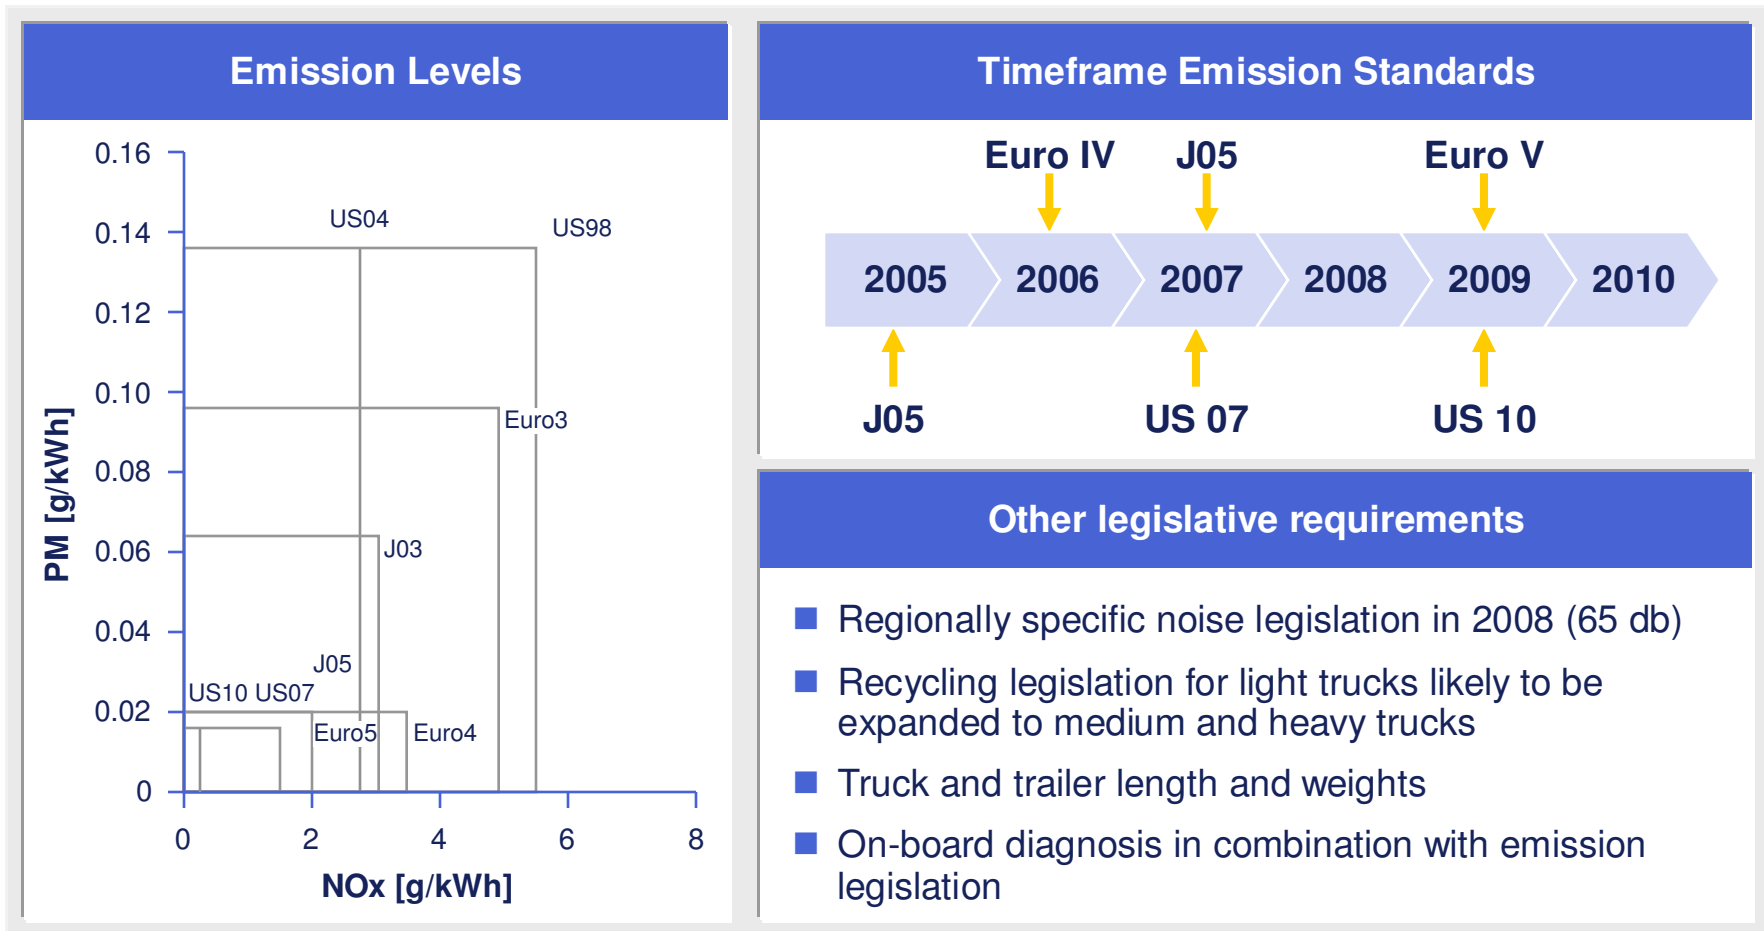 Emission Levels
0.16
0.14
0.12
0.10
0.08
0.06
0.04
0.02
0
PM [g/kWh]
US04
US98
Euro3
J03
J05
US10 US07
Euro5
Euro4
0 2 4 6 8
NOx [g/kWh]
Timeframe Emission Standards
Euro IV J05 Euro V
2005 2006 2007 2008 2009 2010
J05 US 07 US 10
Other legislative requirements
Regionally specific noise legislation in 2008 (65 db)
Recycling legislation for light trucks likely to be
expanded to medium and heavy trucks
Truck and trailer length and weights
On-board diagnosis in combination with emission
legislation